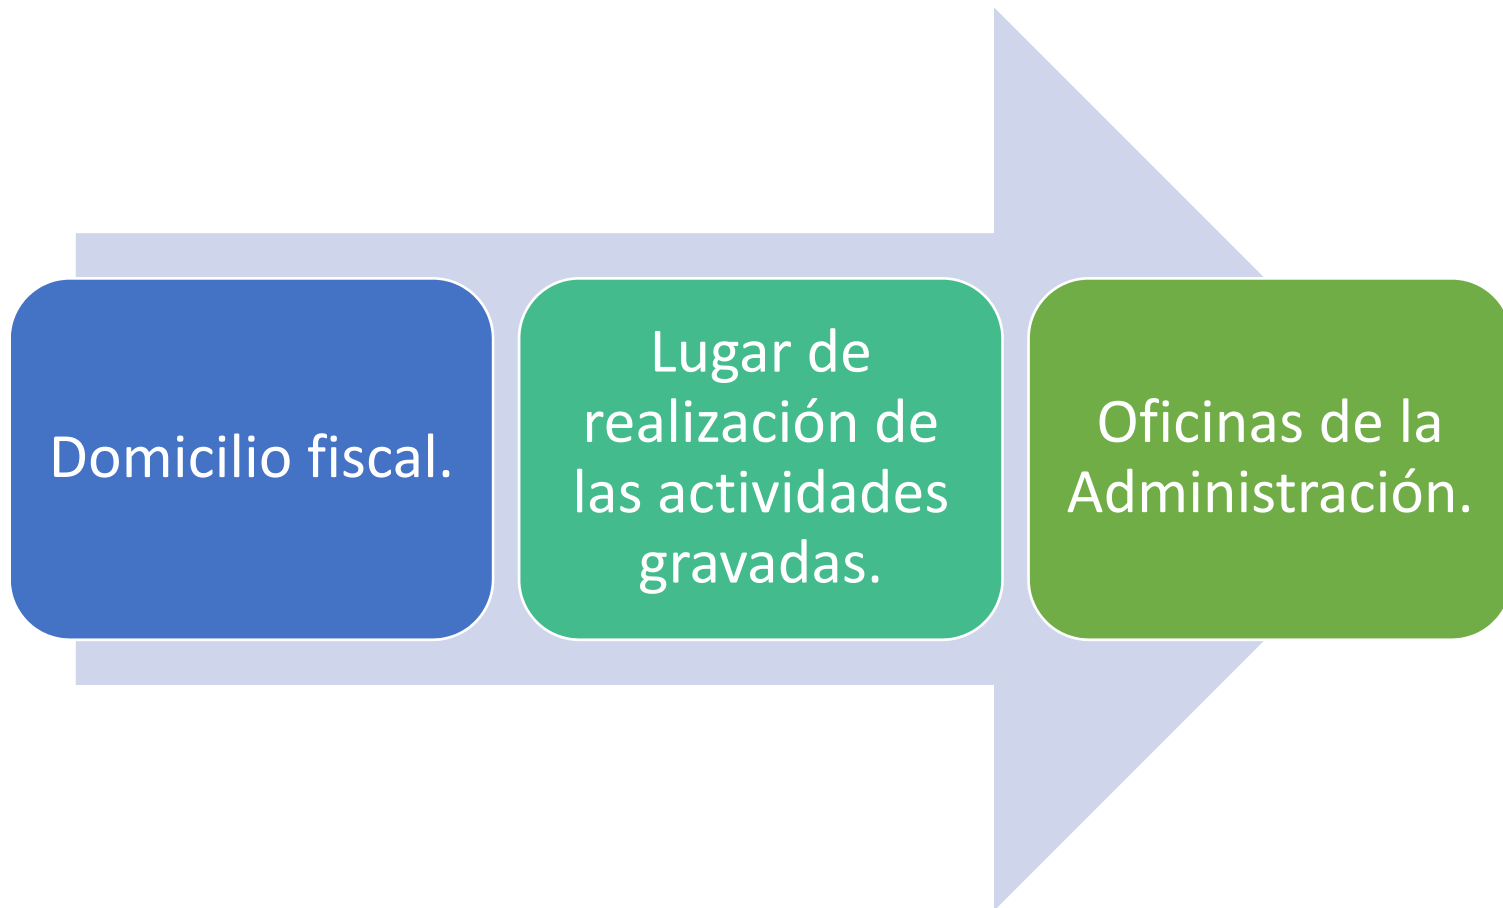 Domicilio fiscal.
Lugar de
realización de
las actividades
gravadas.
Oficinas de la
Administración.